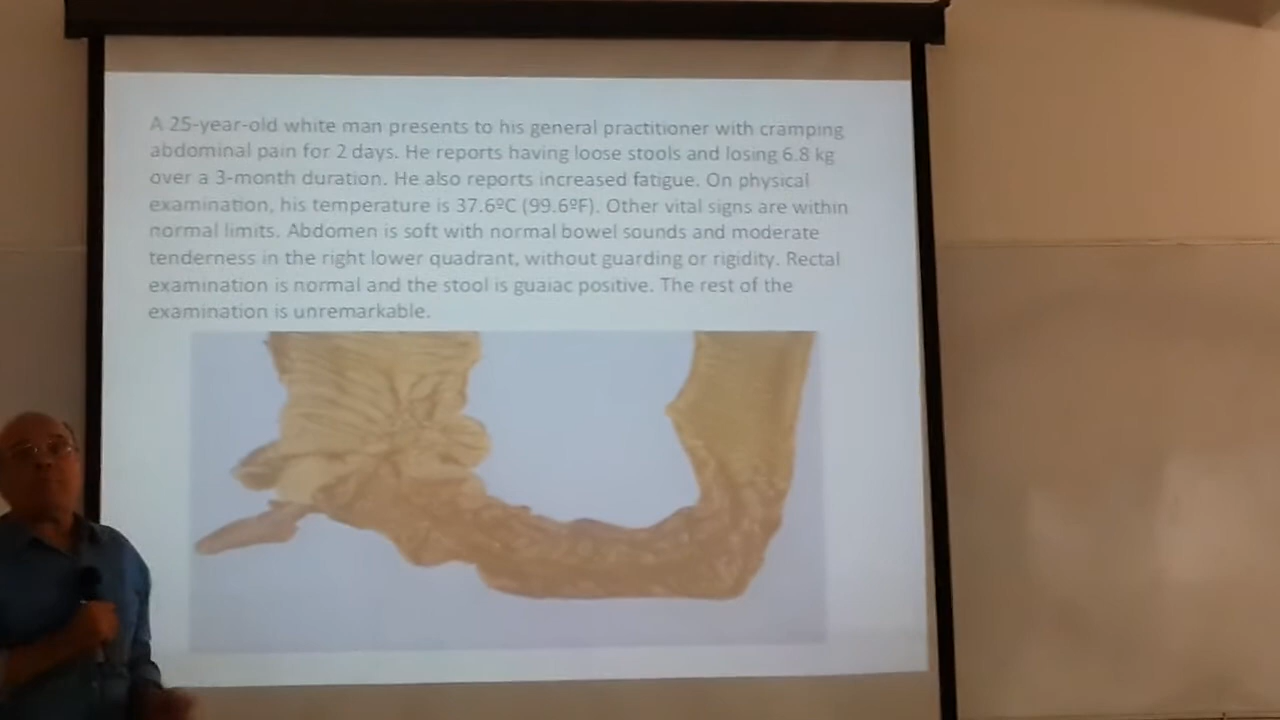 A 25-year-old white man presents to his general practitioner with cramping
abdominal pain for 2 days. He reports having loose stools and losing 6.8 kg
over a 3-month duration. He also reports increased fatigue. On physical
examination, his temperature is 37.6ºC (99.6ºF). Other vital signs are within
normal limits. Abdomen is soft with normal bowel sounds and moderate
tenderness in the right lower quadrant, without guarding or rigidity. Rectal
examination is normal and the stool is guaiac positive. The rest of the
examination is unremarkable.